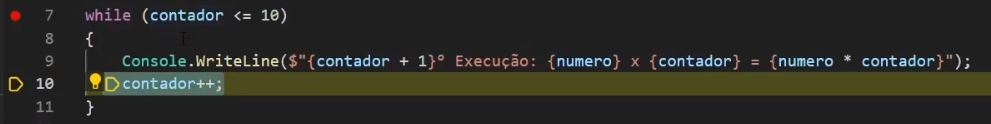 7 while (contador <= 10)
8 {
9 Console.WriteLine($"{contador + 1}° Execução: {numero} x {contador} = {numero * contador}");
10 contador++;
11 }